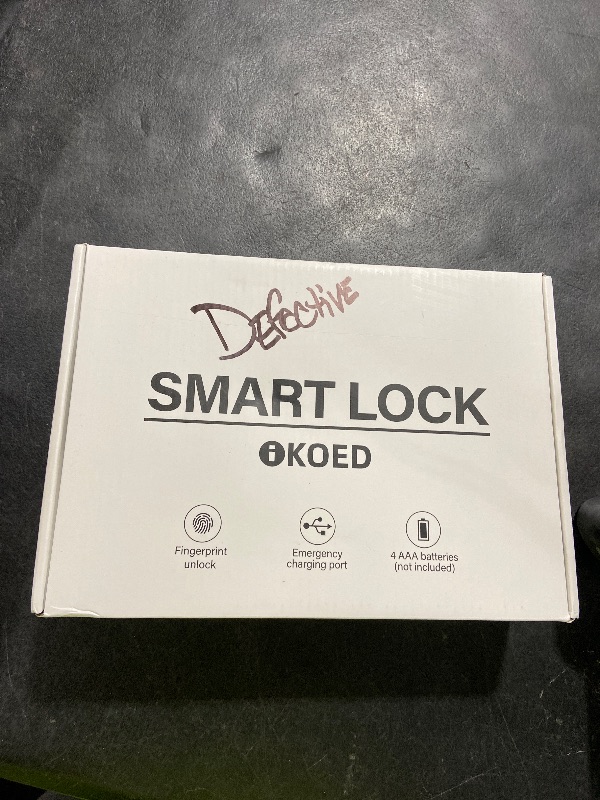 Defective
SMART LOCK
iKOED
Fingerprint
unlock
Emergency
charging port
4 AAA batteries
(not included)